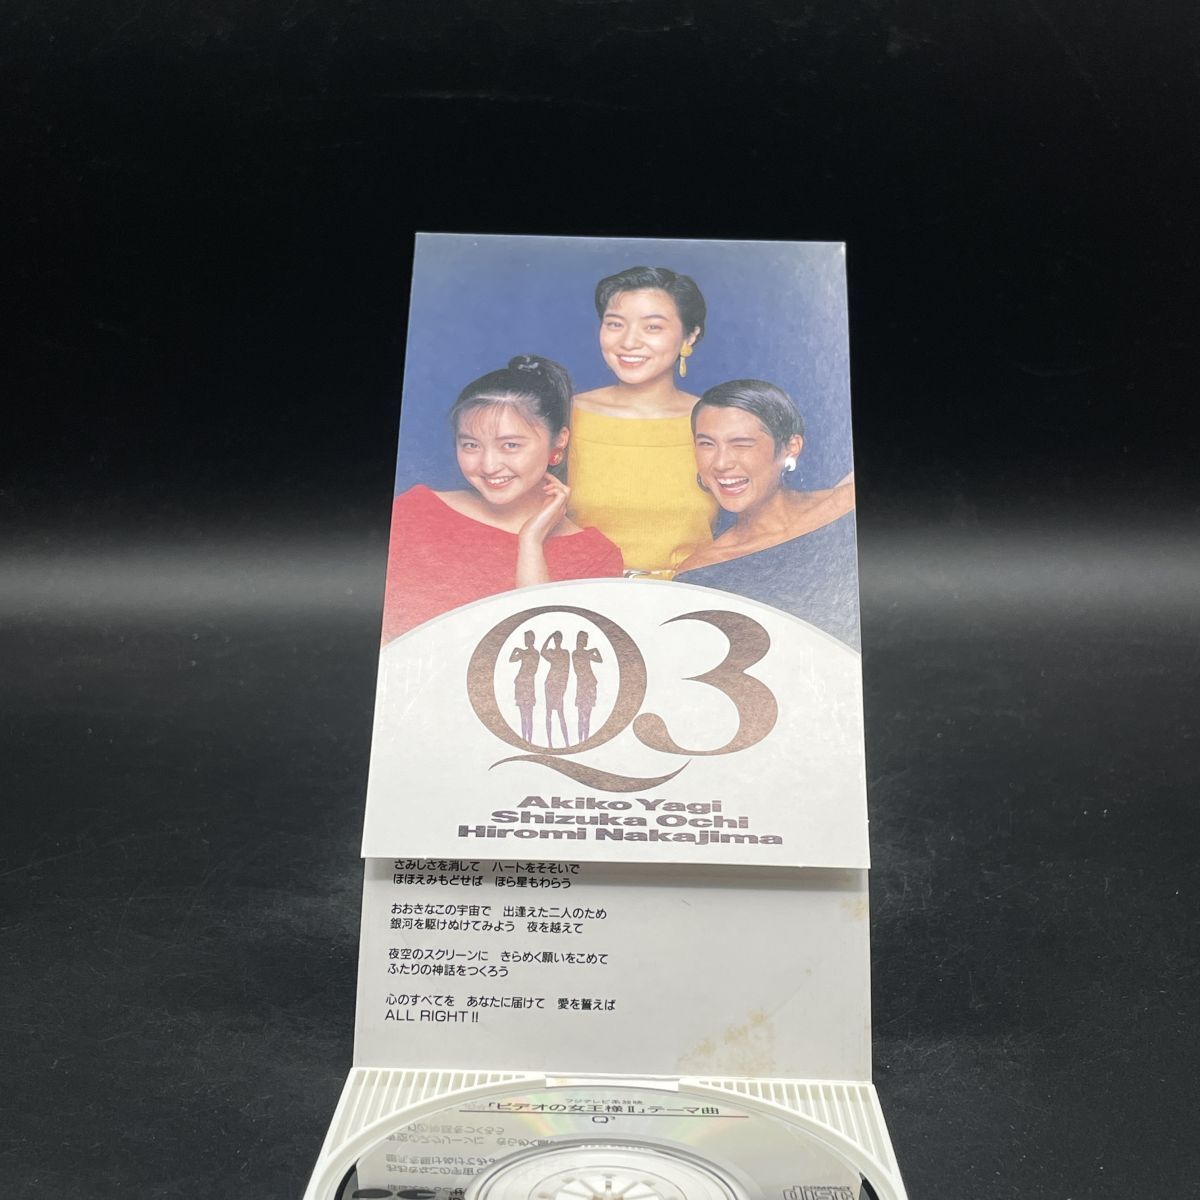 Q3
Akiko Yagi
Shizuka Ochi
Hiromi Nakajima
さみしさを消して ハートをそそいで
ほほえみもどせば ほら星もわらう
おおきなこの宇宙で 出逢えた二人のため
銀河を駆けぬけてみよう 夜を越えて
夜空のスクリーンに きらめく願いをこめて
ふたりの神話をつくろう
心のすべてを あなたに届けて 愛を誓えば
ALL RIGHT!!
フジテレビ系放映
「ビデオの女王様II」テーマ曲
Q³
COMPACT
disc